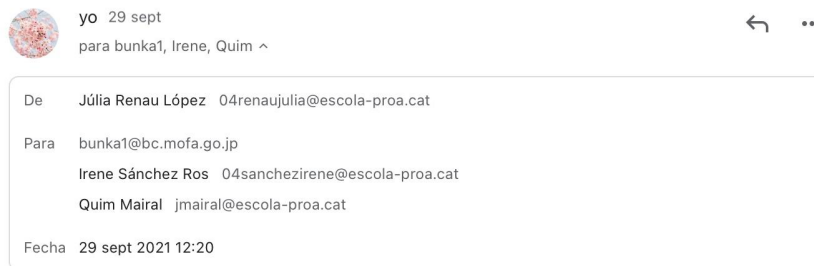 yo 29 sept
para bunka1, Irene, Quim
De Júlia Renau López 04renaujulia@escola-proa.cat
Para bunka1@bc.mofa.go.jp
Irene Sánchez Ros 04sanchezirene@escola-proa.cat
Quim Mairal jmairal@escola-proa.cat
Fecha 29 sept 2021 12:20